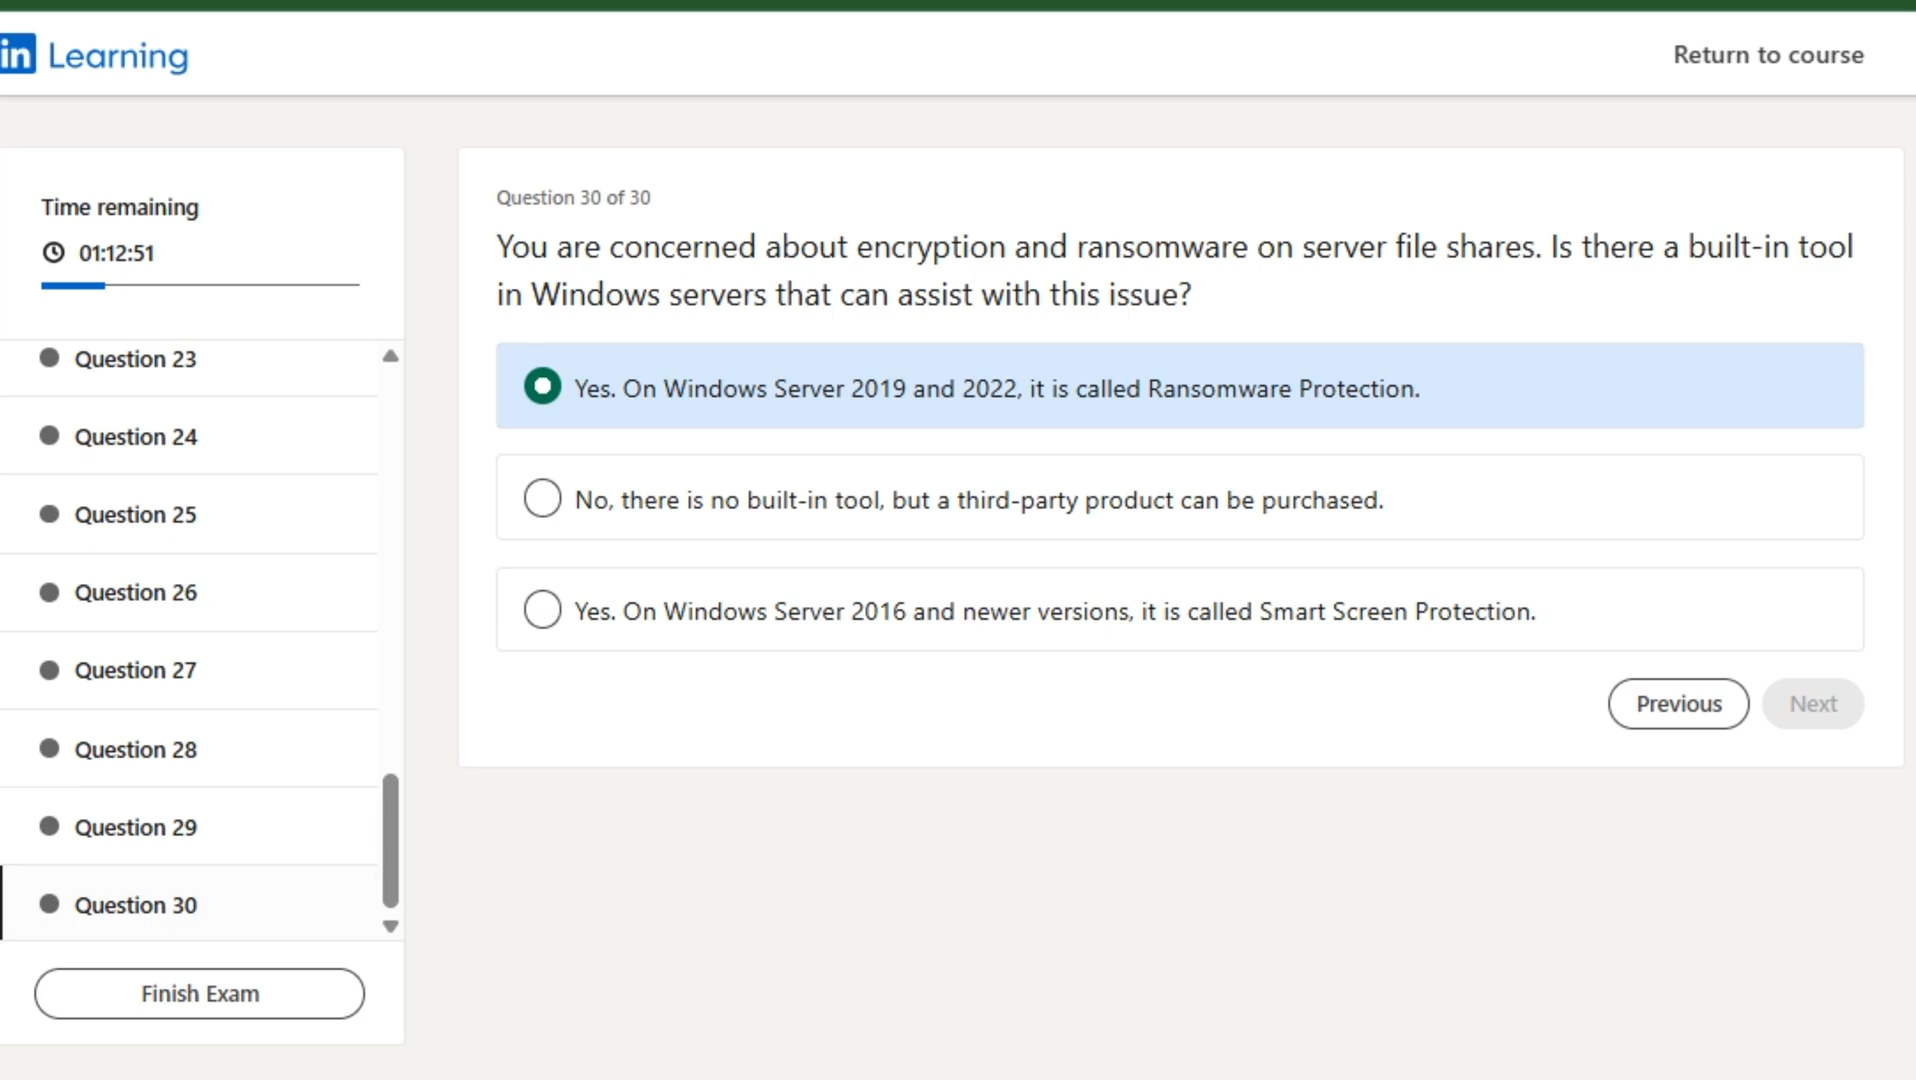 in Learning
Return to course
Time remaining
01:12:51
Question 23
Question 24
Question 25
Question 26
Question 27
Question 28
Question 29
Question 30
Finish Exam
Question 30 of 30
You are concerned about encryption and ransomware on server file shares. Is there a built-in tool
in Windows servers that can assist with this issue?
Yes. On Windows Server 2019 and 2022, it is called Ransomware Protection.
No, there is no built-in tool, but a third-party product can be purchased.
Yes. On Windows Server 2016 and newer versions, it is called Smart Screen Protection.
Previous
Next